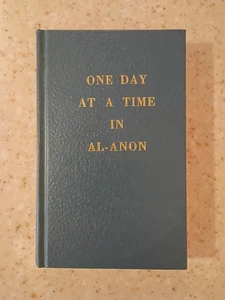 ONE DAY
AT A TIME
IN
AL-ANON